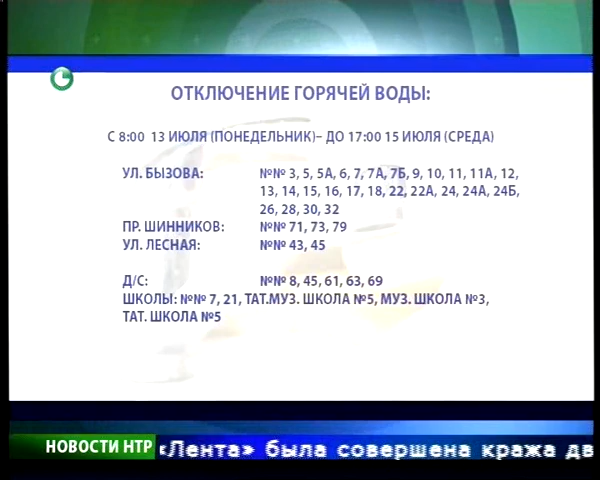 ОТКЛЮЧЕНИЕ ГОРЯЧЕЙ ВОДЫ:
С 8:00 13 ИЮЛЯ (ПОНЕДЕЛЬНИК)– ДО 17:00 15 ИЮЛЯ (СРЕДА)
УЛ. БЫЗОВА: №№ 3, 5, 5А, 6, 7, 7А, 7Б, 9, 10, 11, 11А, 12,
13, 14, 15, 16, 17, 18, 22, 22А, 24, 24А, 24Б,
26, 28, 30, 32
ПР. ШИННИКОВ: №№ 71, 73, 79
УЛ. ЛЕСНАЯ: №№ 43, 45
Д/С: №№ 8, 45, 61, 63, 69
ШКОЛЫ: №№ 7, 21, ТАТ.МУЗ. ШКОЛА №5, МУЗ. ШКОЛА №3,
ТАТ. ШКОЛА №5
НОВОСТИ НТР «Лента» была совершена кража дв